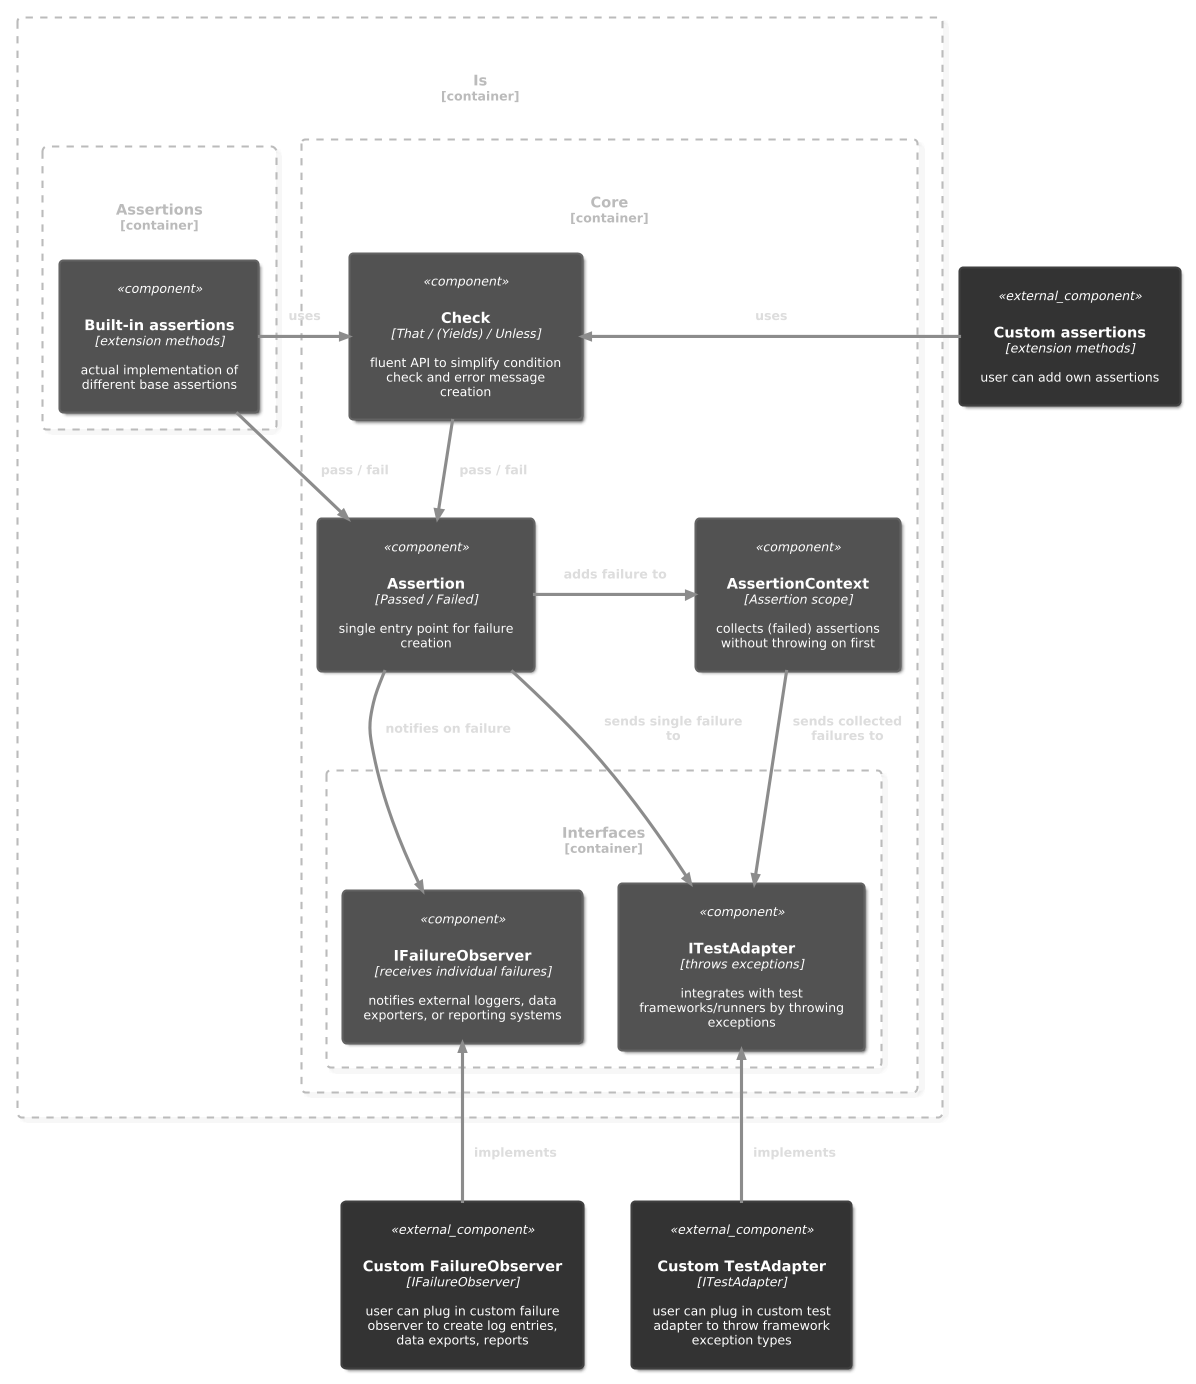 Is
[container]
Assertions
[container]
Core
[container]
«component»
Built-in assertions
[extension methods]
actual implementation of
different base assertions
uses
«component»
Check
[That / (Yields) / Unless]
fluent API to simplify condition
check and error message
creation
uses
«external_component»
Custom assertions
[extension methods]
user can add own assertions
pass / fail
pass / fail
«component»
Assertion
[Passed / Failed]
single entry point for failure
creation
adds failure to
«component»
AssertionContext
[Assertion scope]
collects (failed) assertions
without throwing on first
notifies on failure
sends single failure
to
sends collected
failures to
Interfaces
[container]
«component»
IFailureObserver
[receives individual failures]
notifies external loggers, data
exporters, or reporting systems
«component»
ITestAdapter
[throws exceptions]
integrates with test
frameworks/runners by throwing
exceptions
implements
implements
«external_component»
Custom FailureObserver
[IFailureObserver]
user can plug in custom failure
observer to create log entries,
data exports, reports
«external_component»
Custom TestAdapter
[ITestAdapter]
user can plug in custom test
adapter to throw framework
exception types